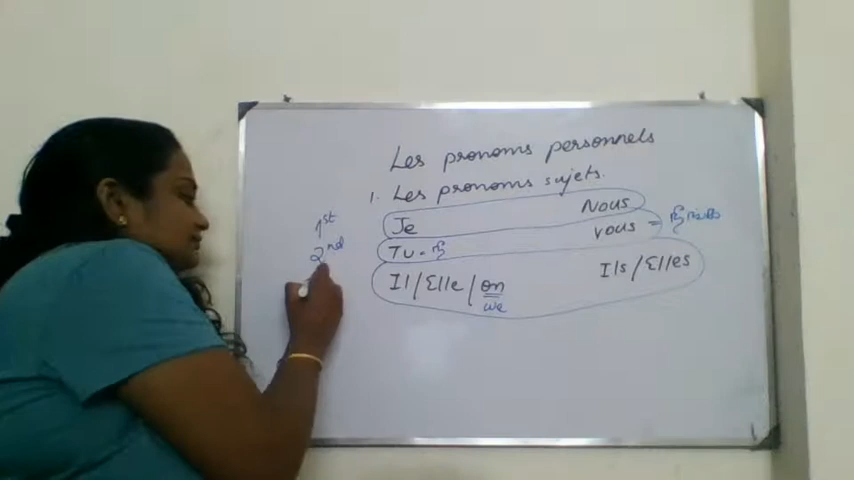 Les pronoms personnels
1. Les pronoms sujets.
1st Je Nous
2nd Tu - நீ vous = நீங்கள்
Il/Elle/on Ils/Elles
we